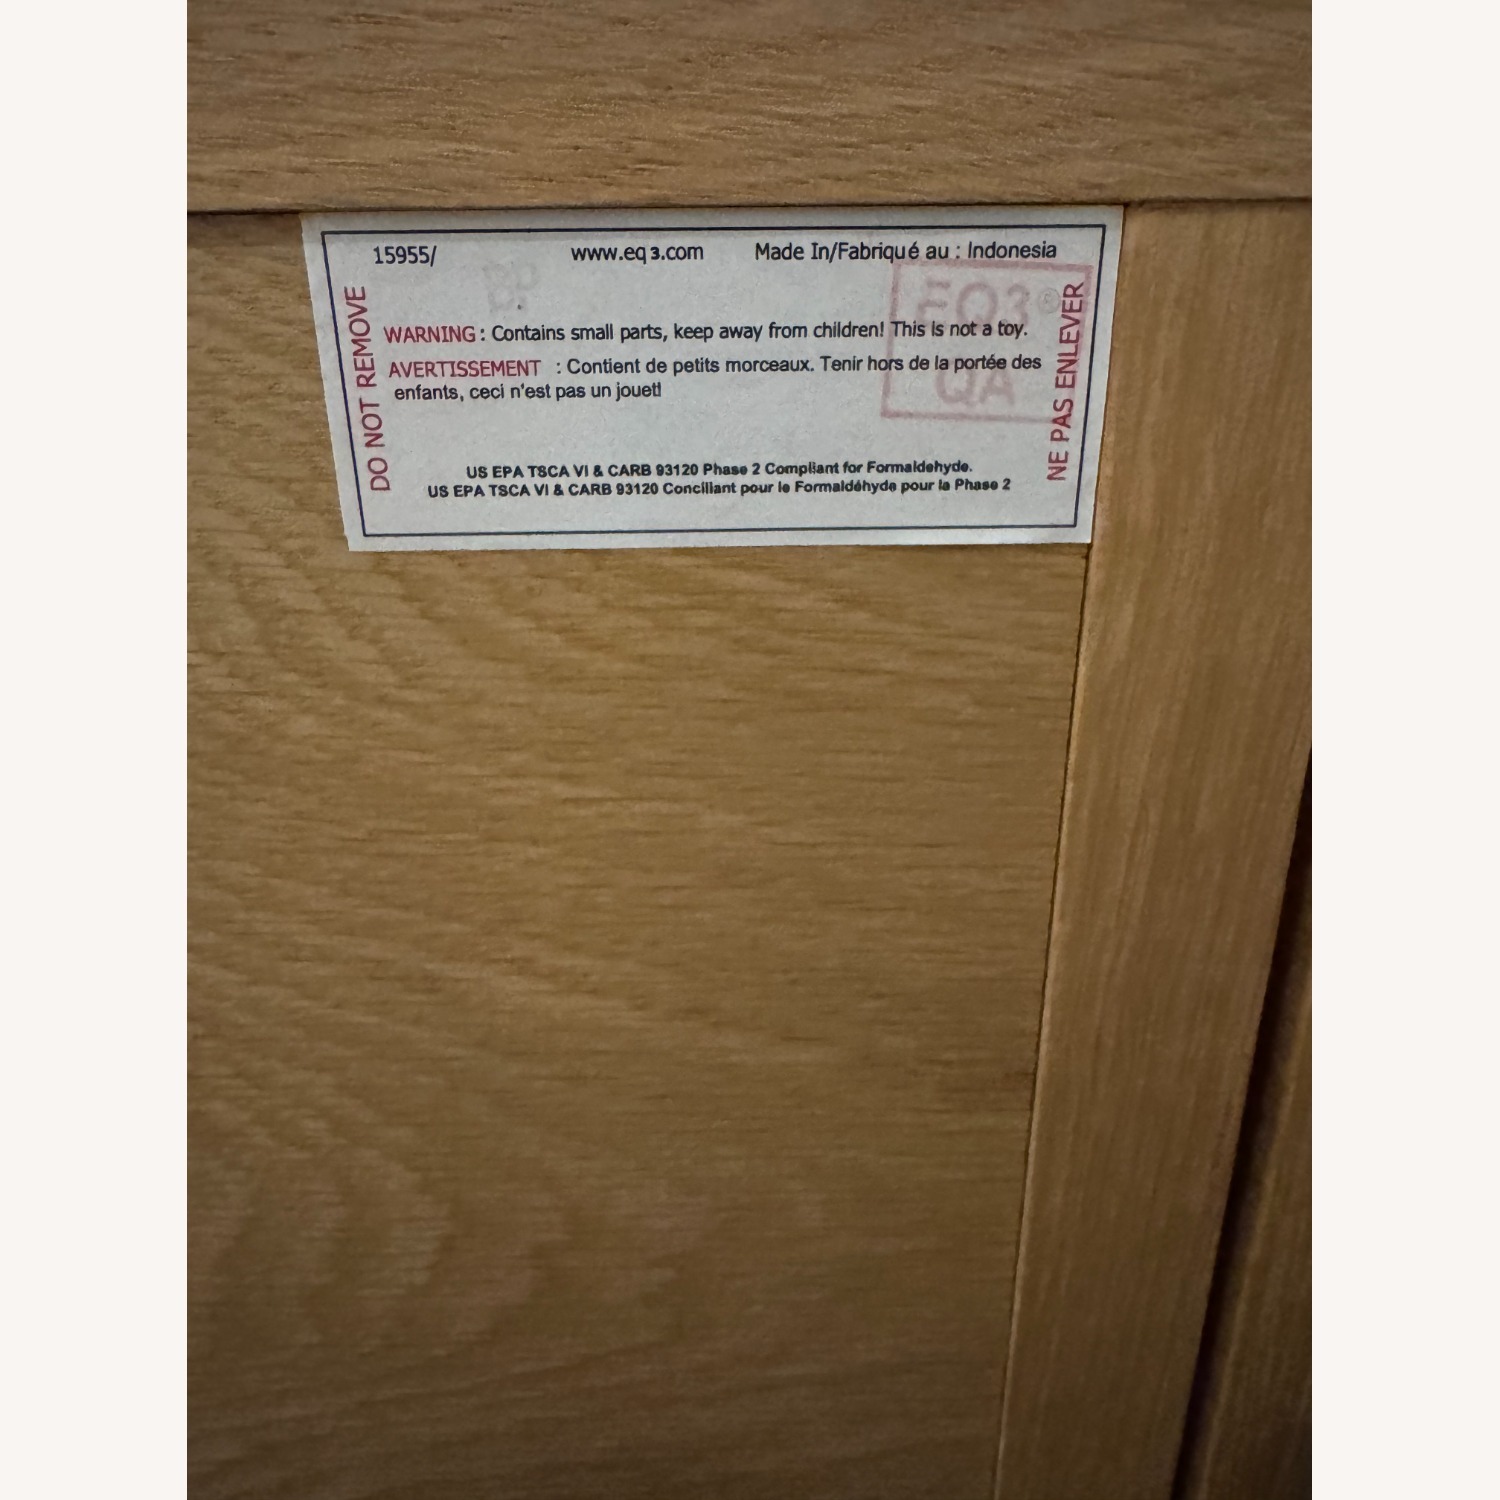 15955/ www.eq3.com Made In/Fabriqué au : Indonesia
EQ3®
QA
DO NOT REMOVE
WARNING : Contains small parts, keep away from children! This is not a toy.
AVERTISSEMENT : Contient de petits morceaux. Tenir hors de la portée des
enfants, ceci n'est pas un jouet!
NE PAS ENLEVER
US EPA TSCA VI & CARB 93120 Phase 2 Compliant for Formaldehyde.
US EPA TSCA VI & CARB 93120 Conciliant pour le Formaldéhyde pour la Phase 2